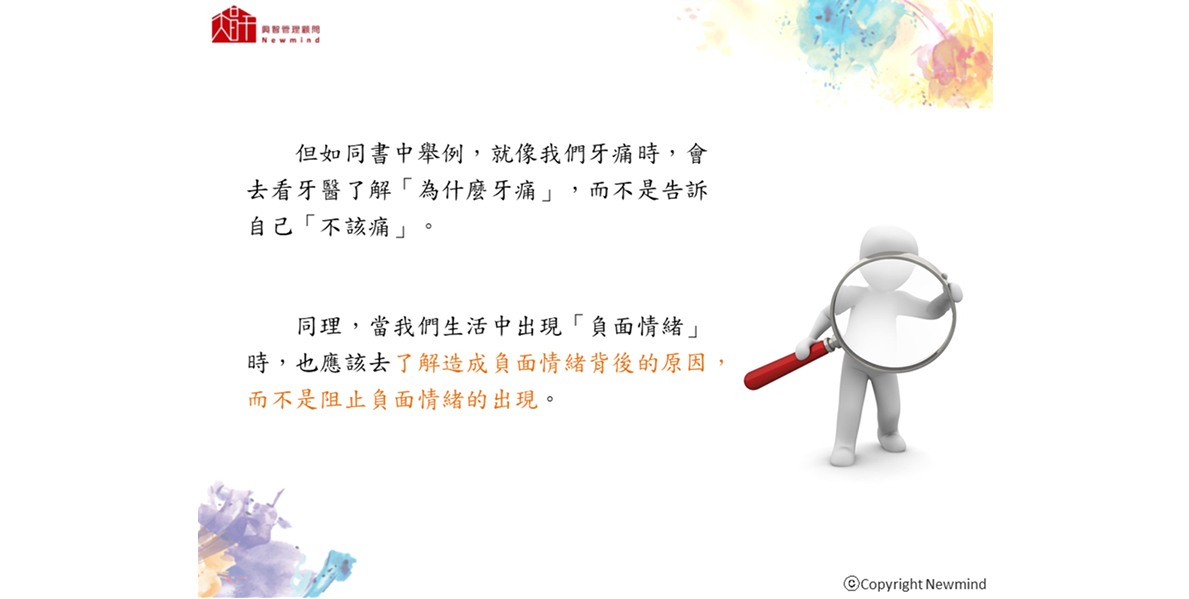 興智管理顧問
Newmind
但如同書中舉例，就像我們牙痛時，會
去看牙醫了解「為什麼牙痛」，而不是告訴
自己「不該痛」。
同理，當我們生活中出現「負面情緒」
時，也應該去了解造成負面情緒背後的原因，
而不是阻止負面情緒的出現。
©Copyright Newmind